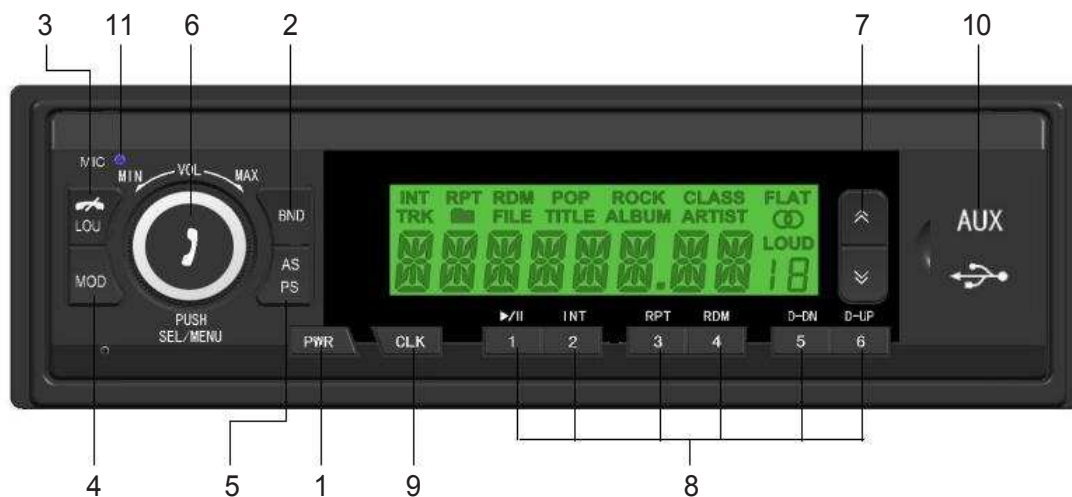 3 11 6 2 7 10
MIC
MIN VOL MAX
LOU
BND
MOD
AS
PS
PUSH
SEL/MENU
INT RPT RDM POP ROCK CLASS FLAT
TRK FILE TITLE ALBUM ARTIST
LOUD
18
AUX
INT RPT RDM D-DN D-UP
PWR CLK 1 2 3 4 5 6
4 5 1 9 8